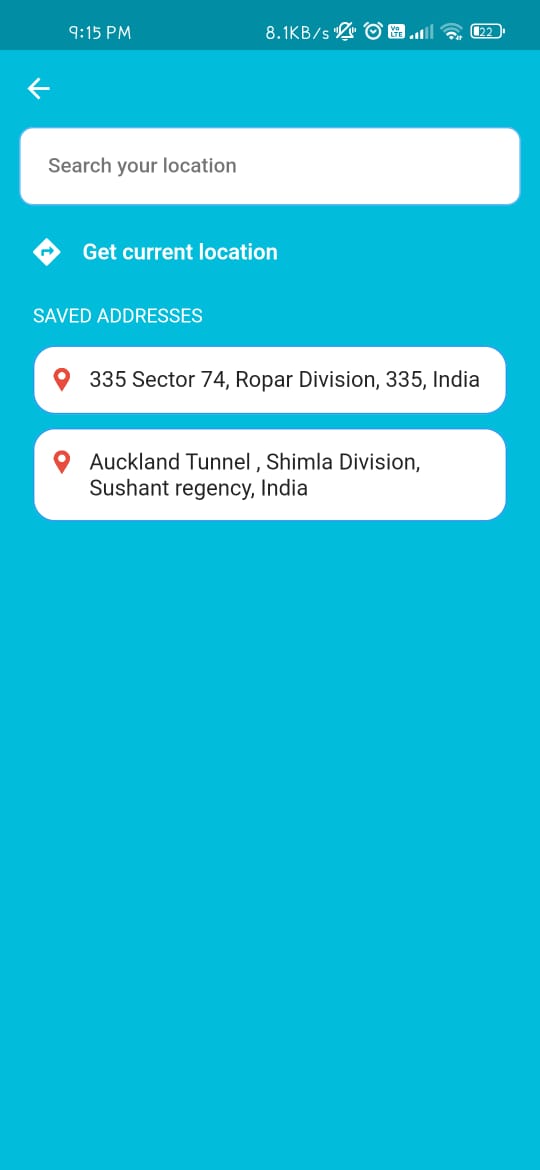 9:15 PM 8.1KB/s Vo LTE 22
Search your location
Get current location
SAVED ADDRESSES
335 Sector 74, Ropar Division, 335, India
Auckland Tunnel , Shimla Division,
Sushant regency, India